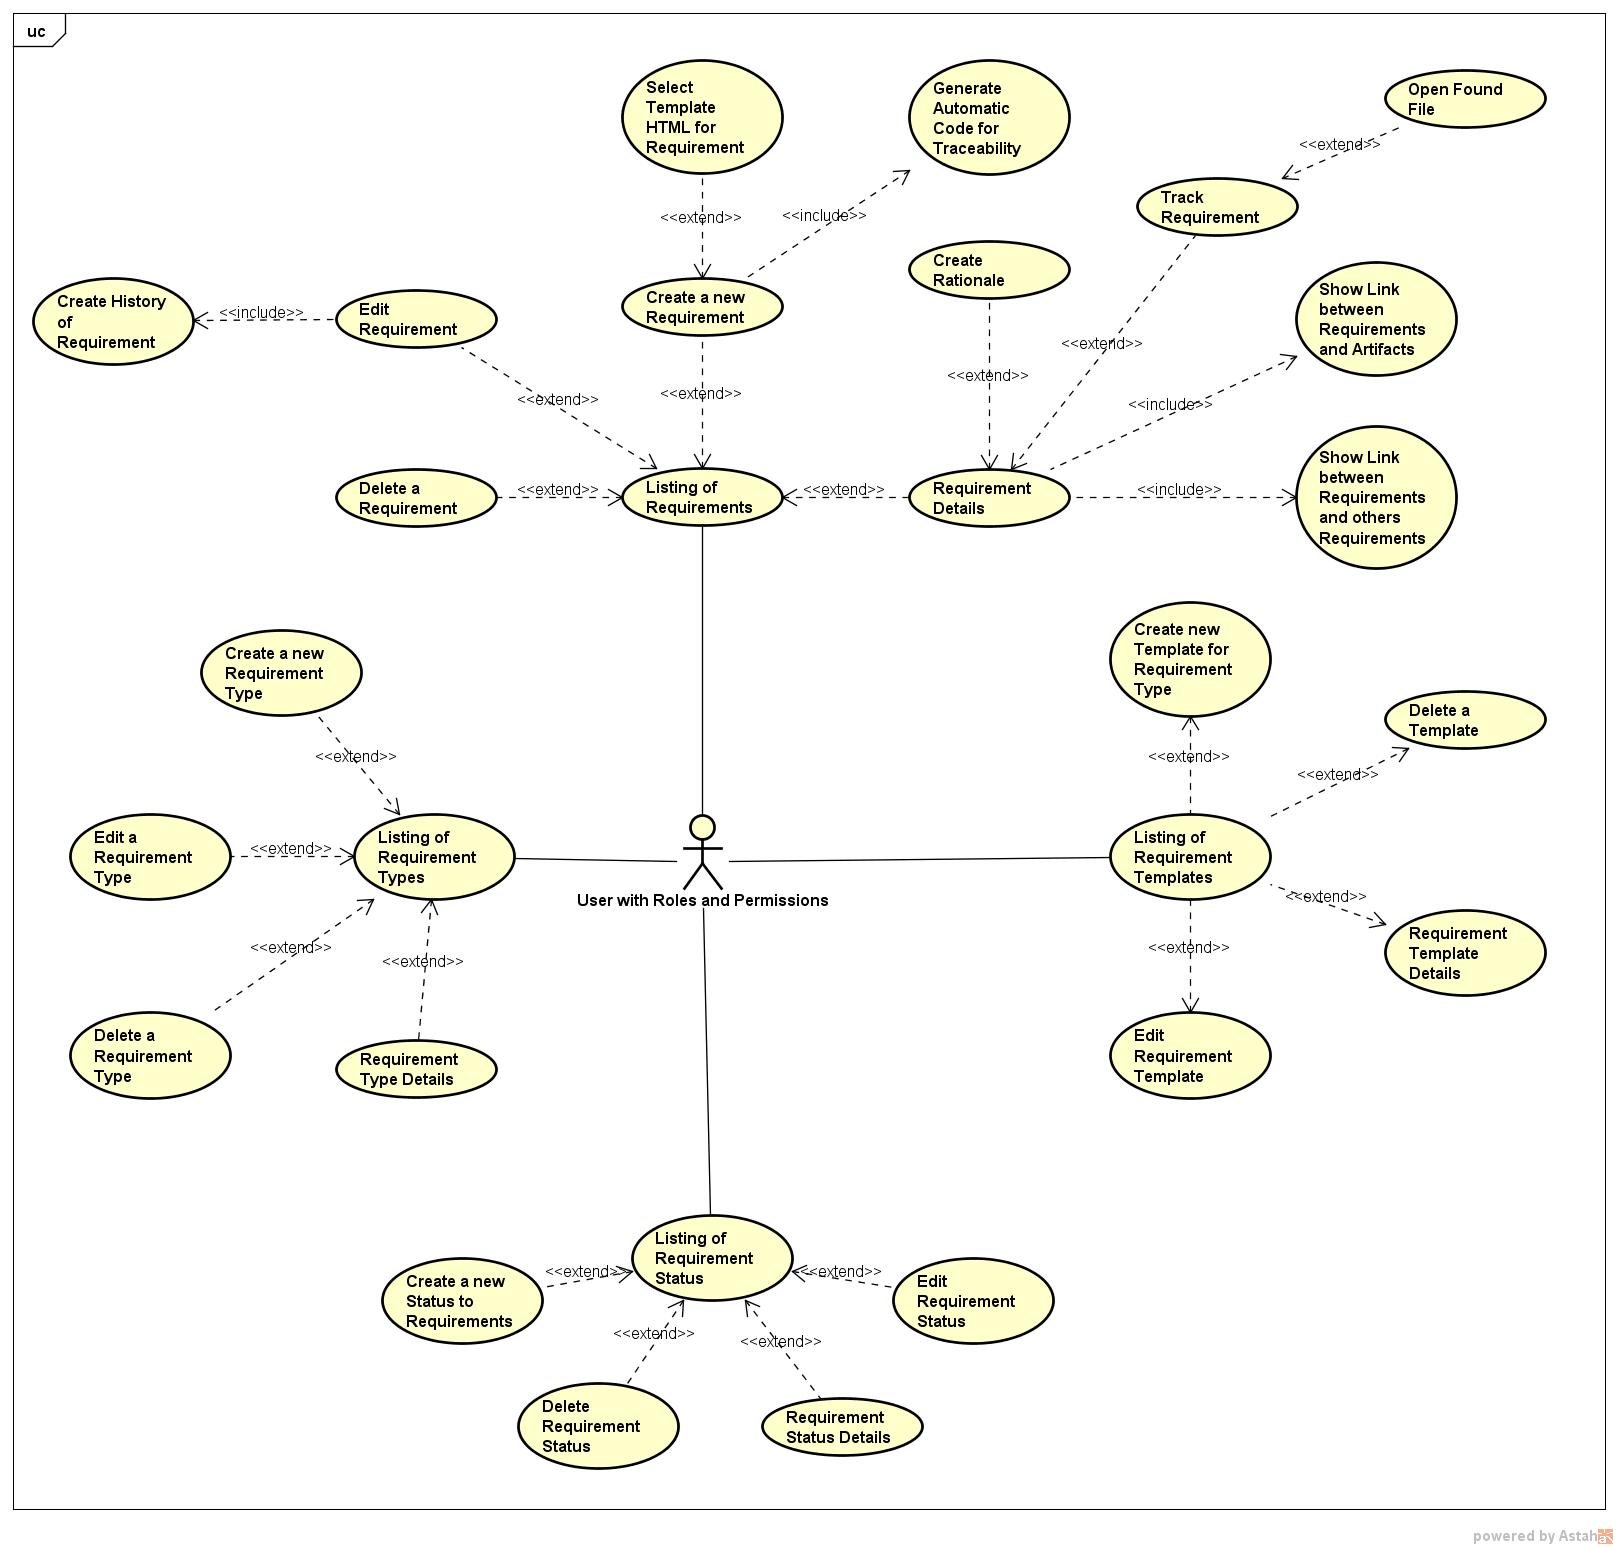 uc
Select
Template
HTML for
Requirement
Generate
Automatic
Code for
Traceability
Open Found
File
<<extend>>
Track
Requirement
<<extend>>
<<include>>
Create
Rationale
Create History
of
Requirement
<<include>>
Edit
Requirement
Create a new
Requirement
Show Link
between
Requirements
and Artifacts
<<extend>>
<<extend>>
<<extend>>
<<extend>>
<<include>>
Delete a
Requirement
<<extend>>
Listing of
Requirements
<<extend>>
Requirement
Details
<<include>>
Show Link
between
Requirements
and others
Requirements
Create a new
Requirement
Type
Create new
Template for
Requirement
Type
Delete a
Template
<<extend>>
<<extend>>
<<extend>>
Edit a
Requirement
Type
<<extend>>
Listing of
Requirement
Types
User with Roles and Permissions
Listing of
Requirement
Templates
<<extend>>
<<extend>>
<<extend>>
<<extend>>
Requirement
Template
Details
Delete a
Requirement
Type
Requirement
Type Details
Edit
Requirement
Template
Listing of
Requirement
Status
Create a new
Status to
Requirements
<<extend>>
<<extend>>
Edit
Requirement
Status
<<extend>>
<<extend>>
Delete
Requirement
Status
Requirement
Status Details
powered by Astah